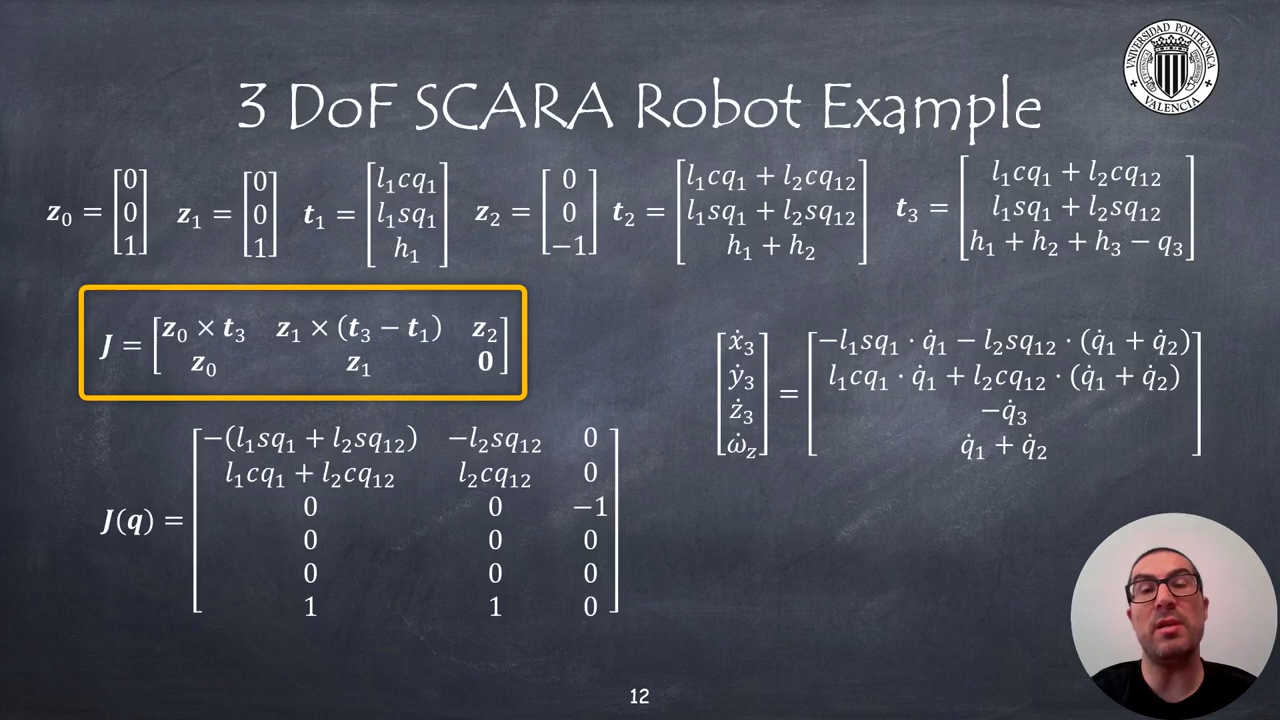 UNIVERSIDAD POLITECNICA
VALENCIA
3 DoF SCARA Robot Example
z₀ = [0 0 1] z₁ = [0 0 1] t₁ = [l₁cq₁ l₁sq₁ h₁] z₂ = [0 0 −1] t₂ = [l₁cq₁ + l₂cq₁₂ l₁sq₁ + l₂sq₁₂ h₁ + h₂] t₃ = [l₁cq₁ + l₂cq₁₂ l₁sq₁ + l₂sq₁₂ h₁ + h₂ + h₃ − q₃]
J = [z₀ × t₃ z₁ × (t₃ − t₁) z₂
z₀ z₁ 0]
[ẋ₃ ẏ₃ ż₃ ω̇_z] =
−l₁sq₁ · q̇₁ − l₂sq₁₂ · (q̇₁ + q̇₂)
l₁cq₁ · q̇₁ + l₂cq₁₂ · (q̇₁ + q̇₂)
−q̇₃
q̇₁ + q̇₂
J(q) =
−(l₁sq₁ + l₂sq₁₂) −l₂sq₁₂ 0
l₁cq₁ + l₂cq₁₂ l₂cq₁₂ 0
0 0 −1
0 0 0
0 0 0
1 1 0
12